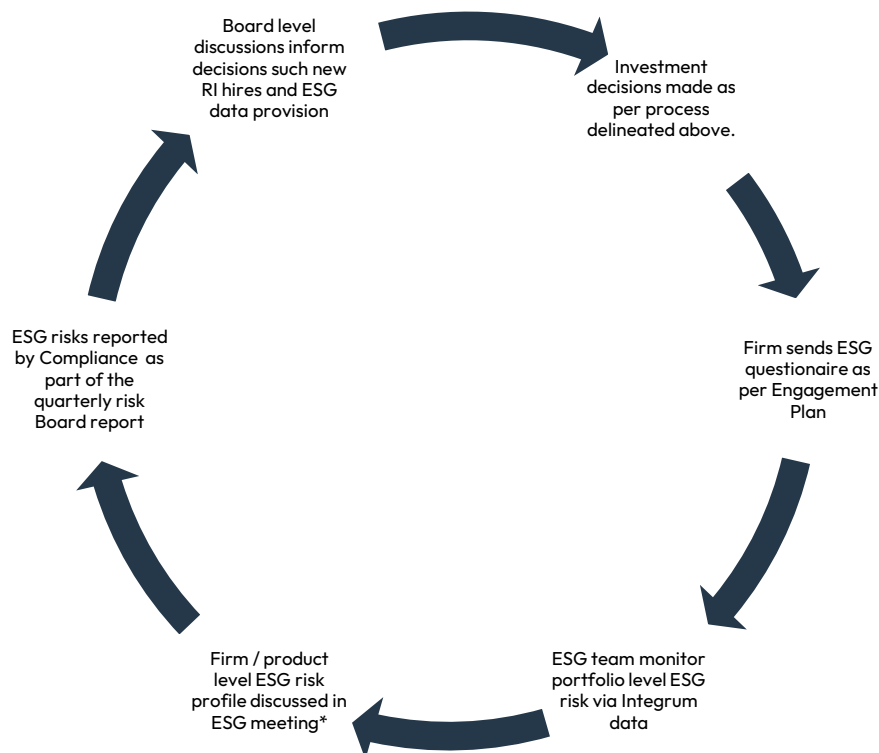 Board level
discussions inform
decisions such new
RI hires and ESG
data provision
Investment
decisions made as
per process
delineated above.
Firm sends ESG
questionaire as
per Engagement
Plan
ESG team monitor
portfolio level ESG
risk via Integrum
data
Firm / product
level ESG risk
profile discussed in
ESG meeting*
ESG risks reported
by Compliance as
part of the
quarterly risk
Board report